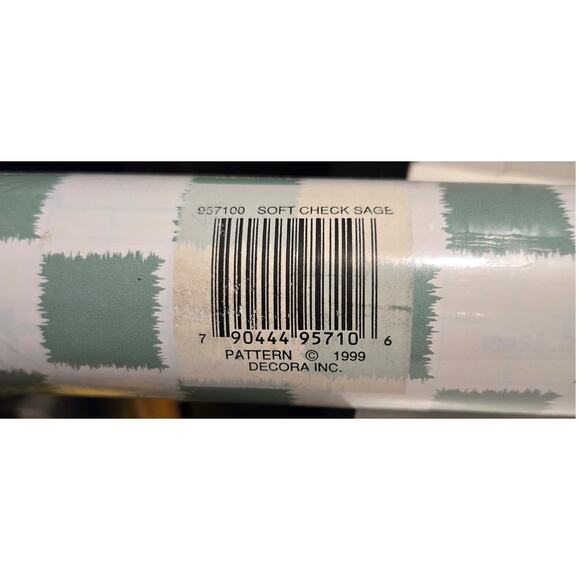 957100 SOFT CHECK SAGE
7 90444 95710 6
PATTERN © 1999
DECORA INC.